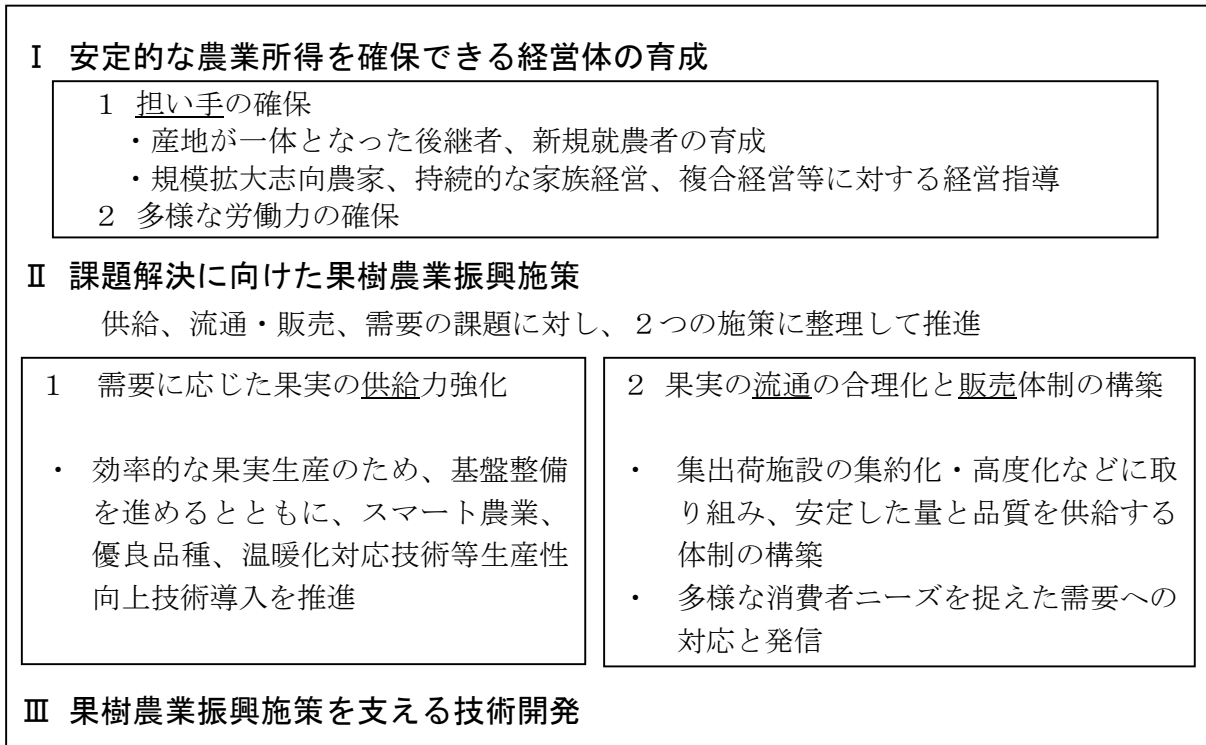 Ⅰ 安定的な農業所得を確保できる経営体の育成
１ 担い手の確保
・産地が一体となった後継者、新規就農者の育成
・規模拡大志向農家、持続的な家族経営、複合経営等に対する経営指導
２ 多様な労働力の確保
Ⅱ 課題解決に向けた果樹農業振興施策
供給、流通・販売、需要の課題に対し、２つの施策に整理して推進
１ 需要に応じた果実の供給力強化
・ 効率的な果実生産のため、基盤整備
を進めるとともに、スマート農業、
優良品種、温暖化対応技術等生産性
向上技術導入を推進
２ 果実の流通の合理化と販売体制の構築
・ 集出荷施設の集約化・高度化などに取
り組み、安定した量と品質を供給する
体制の構築
・ 多様な消費者ニーズを捉えた需要への
対応と発信
Ⅲ 果樹農業振興施策を支える技術開発